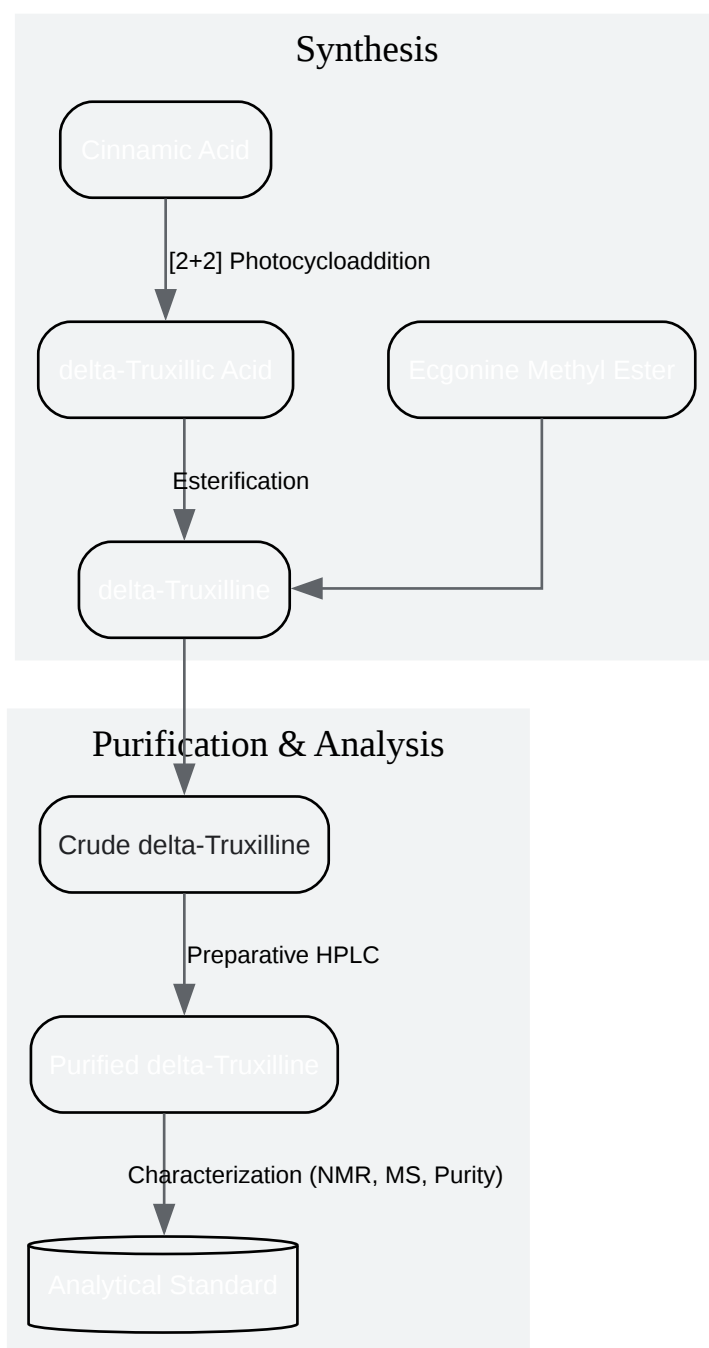 Synthesis
Cinnamic Acid
[2+2] Photocycloaddition
delta-Truxillic Acid
Ecgonine Methyl Ester
Esterification
delta-Truxilline
Purification & Analysis
Crude delta-Truxilline
Preparative HPLC
Purified delta-Truxilline
Characterization (NMR, MS, Purity)
Analytical Standard